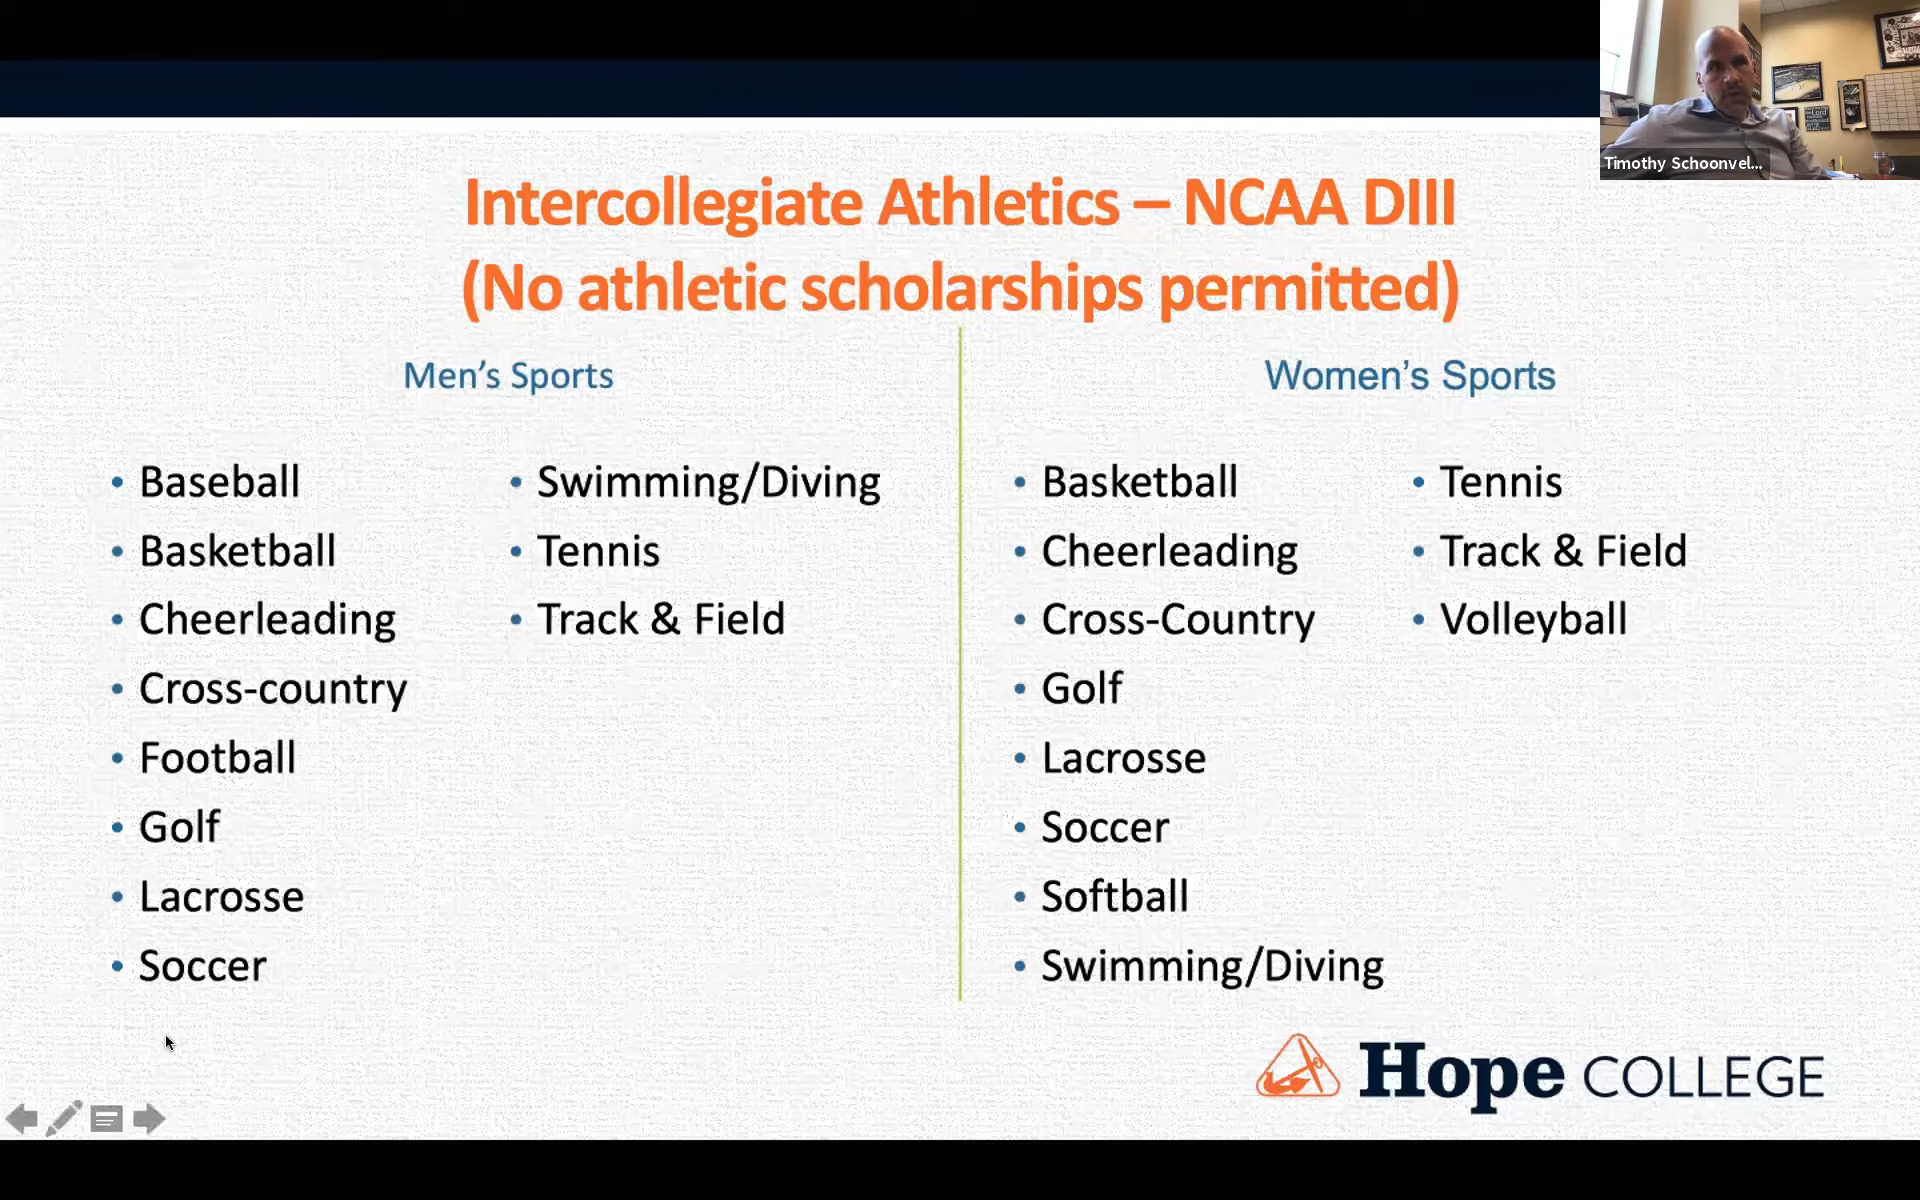 Timothy Schoonvel...
Intercollegiate Athletics – NCAA DIII
(No athletic scholarships permitted)
Men's Sports
• Baseball
• Basketball
• Cheerleading
• Cross-country
• Football
• Golf
• Lacrosse
• Soccer
• Swimming/Diving
• Tennis
• Track & Field
Women's Sports
• Basketball
• Cheerleading
• Cross-Country
• Golf
• Lacrosse
• Soccer
• Softball
• Swimming/Diving
• Tennis
• Track & Field
• Volleyball
Hope COLLEGE